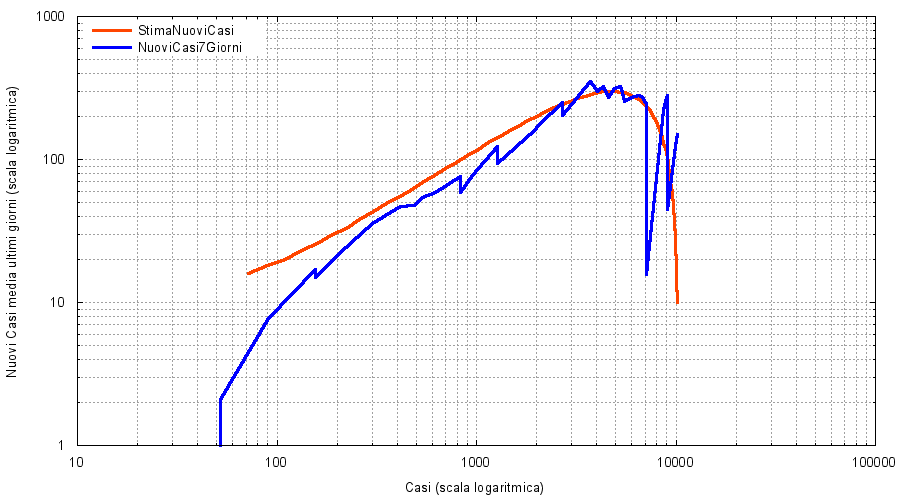 1000
StimaNuoviCasi
NuoviCasi7Giorni
100
10
1
Nuovi Casi media ultimi giorni (scala logaritmica)
10
100
1000
10000
100000
Casi (scala logaritmica)